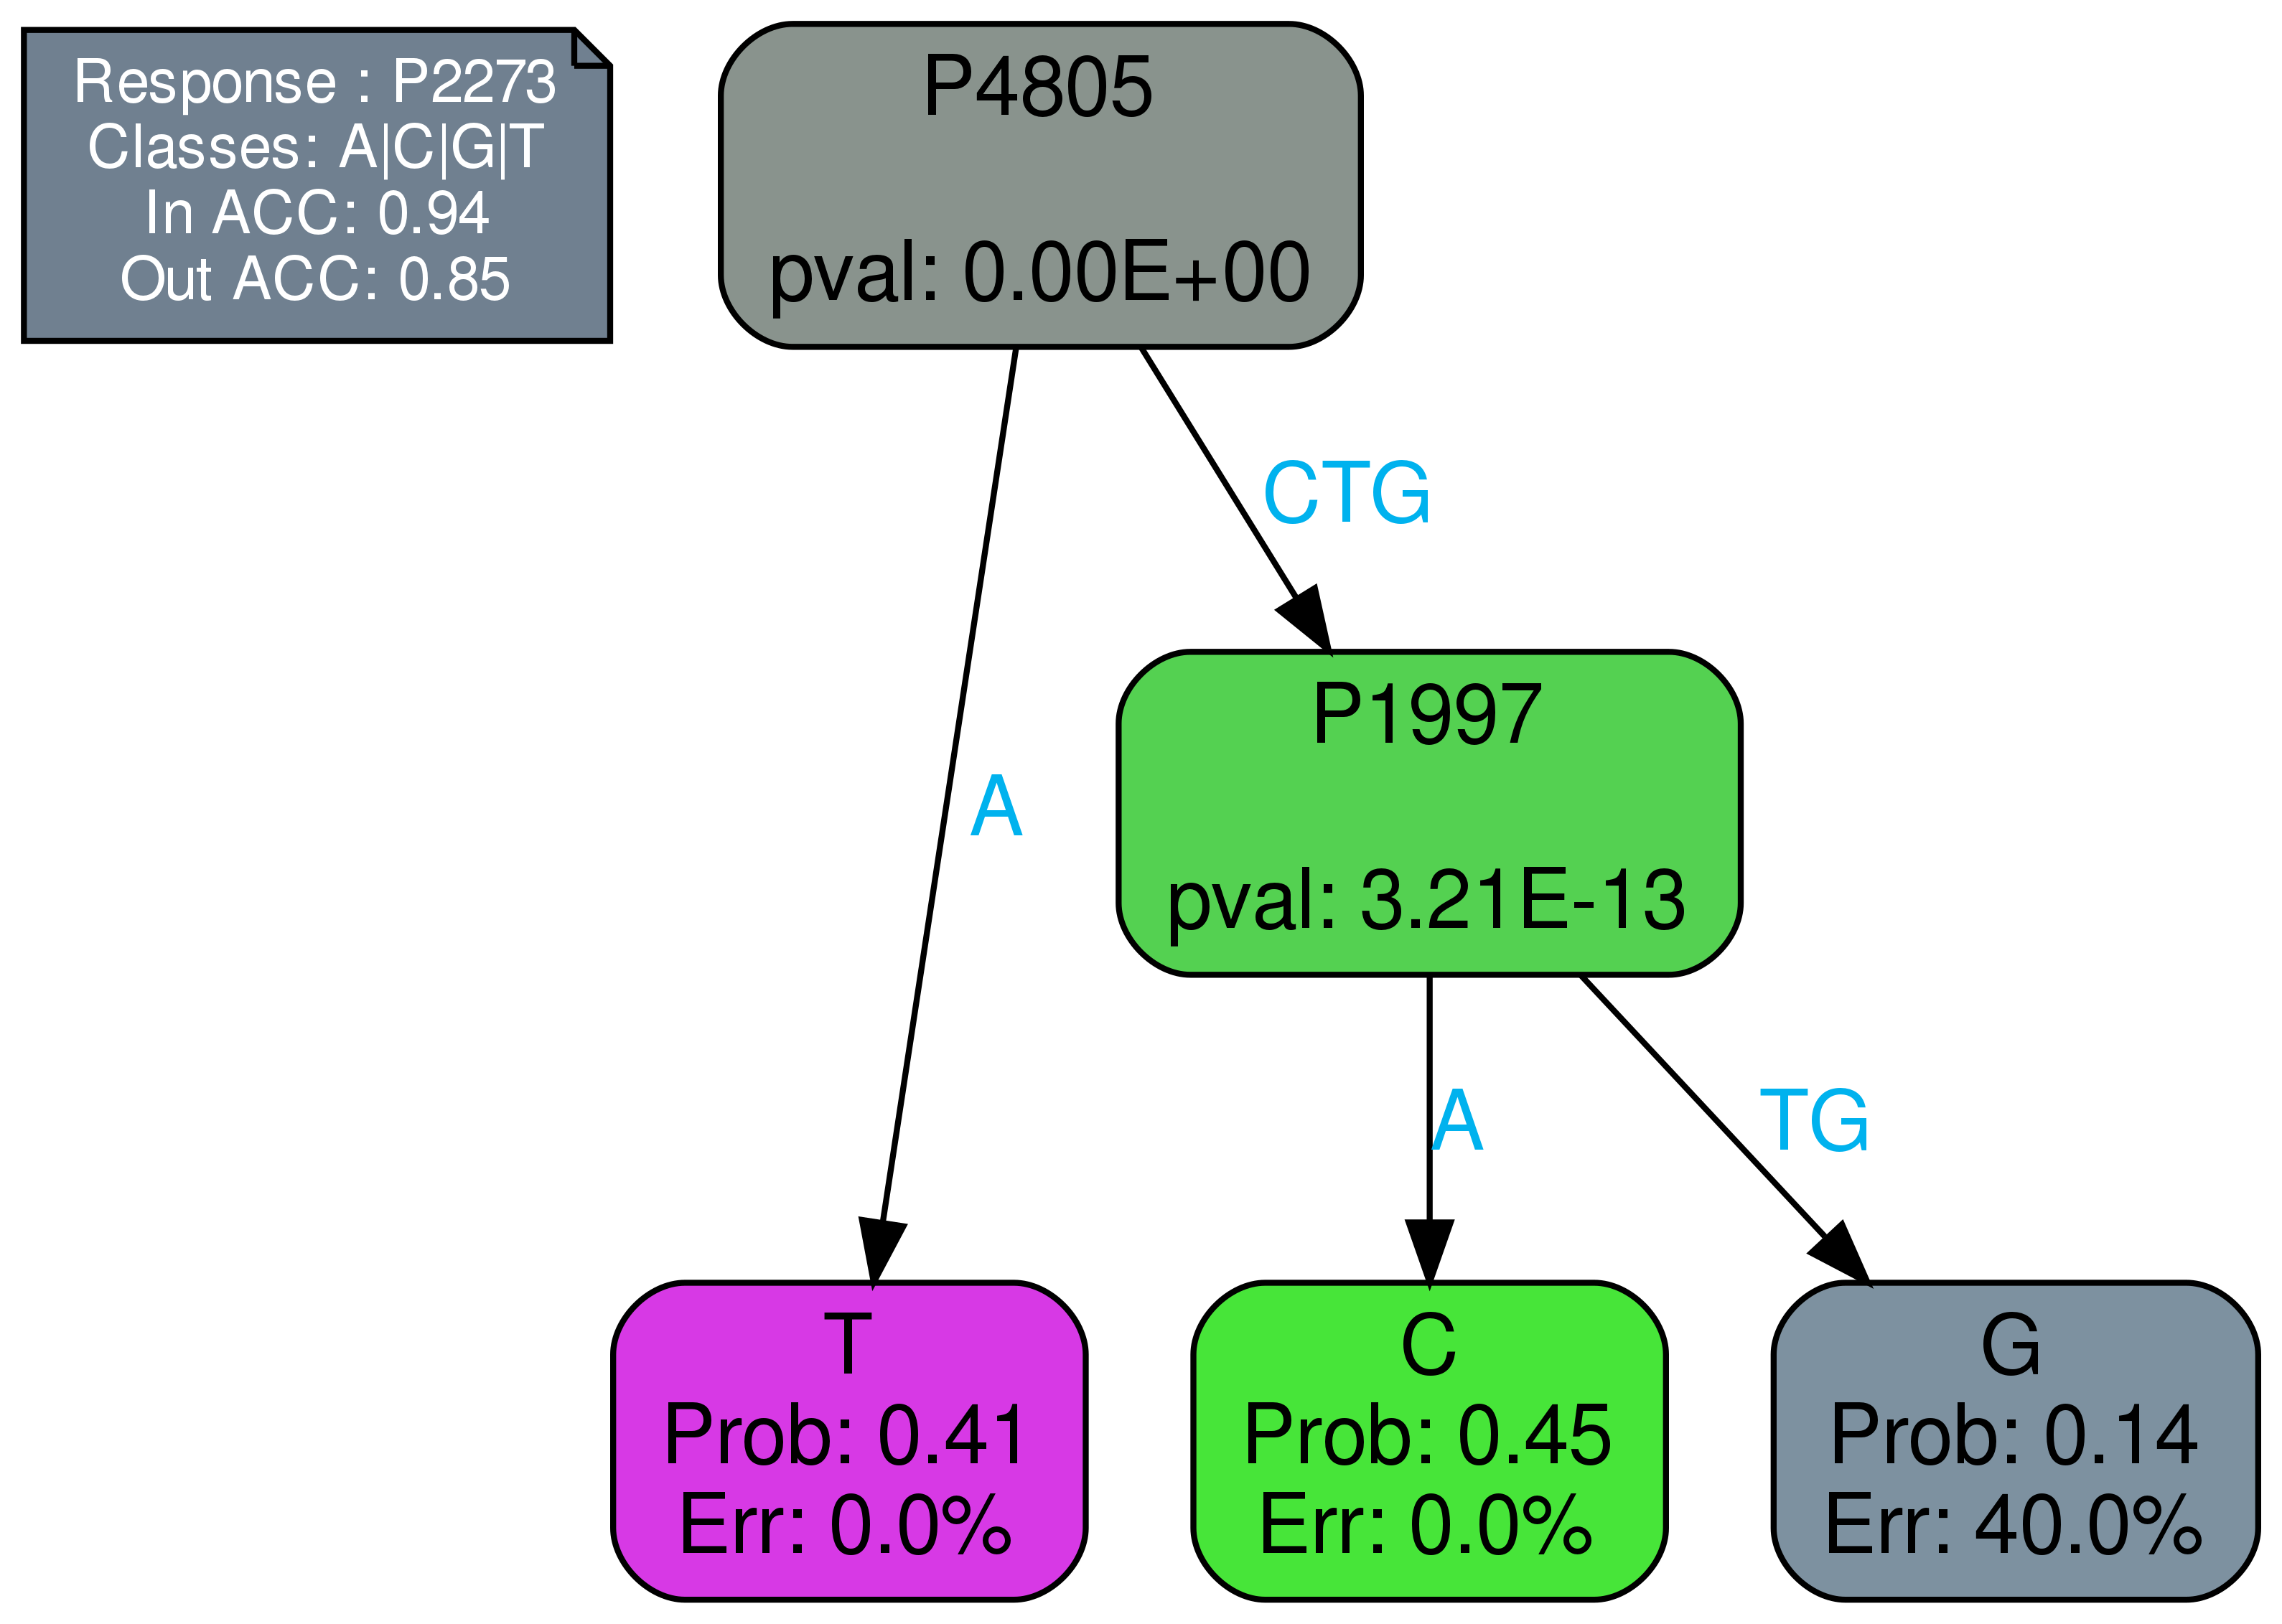 Response : P2273
Classes: A|C|G|T
In ACC: 0.94
Out ACC: 0.85
P4805
pval: 0.00E+00
CTG
P1997
pval: 3.21E-13
A
A
TG
T
Prob: 0.41
Err: 0.0%
C
Prob: 0.45
Err: 0.0%
G
Prob: 0.14
Err: 40.0%